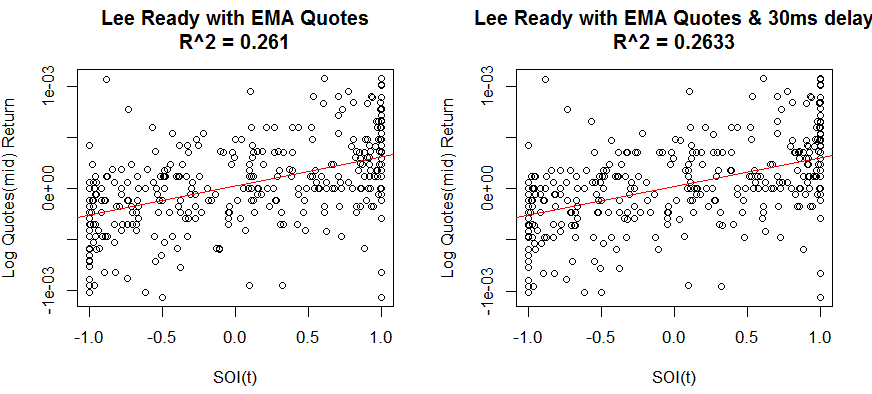 Lee Ready with EMA Quotes
R^2 = 0.261
Log Quotes(mid) Return
1e-03
0e+00
-1e-03
-1.0 -0.5 0.0 0.5 1.0
SOI(t)
Lee Ready with EMA Quotes & 30ms delay
R^2 = 0.2633
Log Quotes(mid) Return
1e-03
0e+00
-1e-03
-1.0 -0.5 0.0 0.5 1.0
SOI(t)